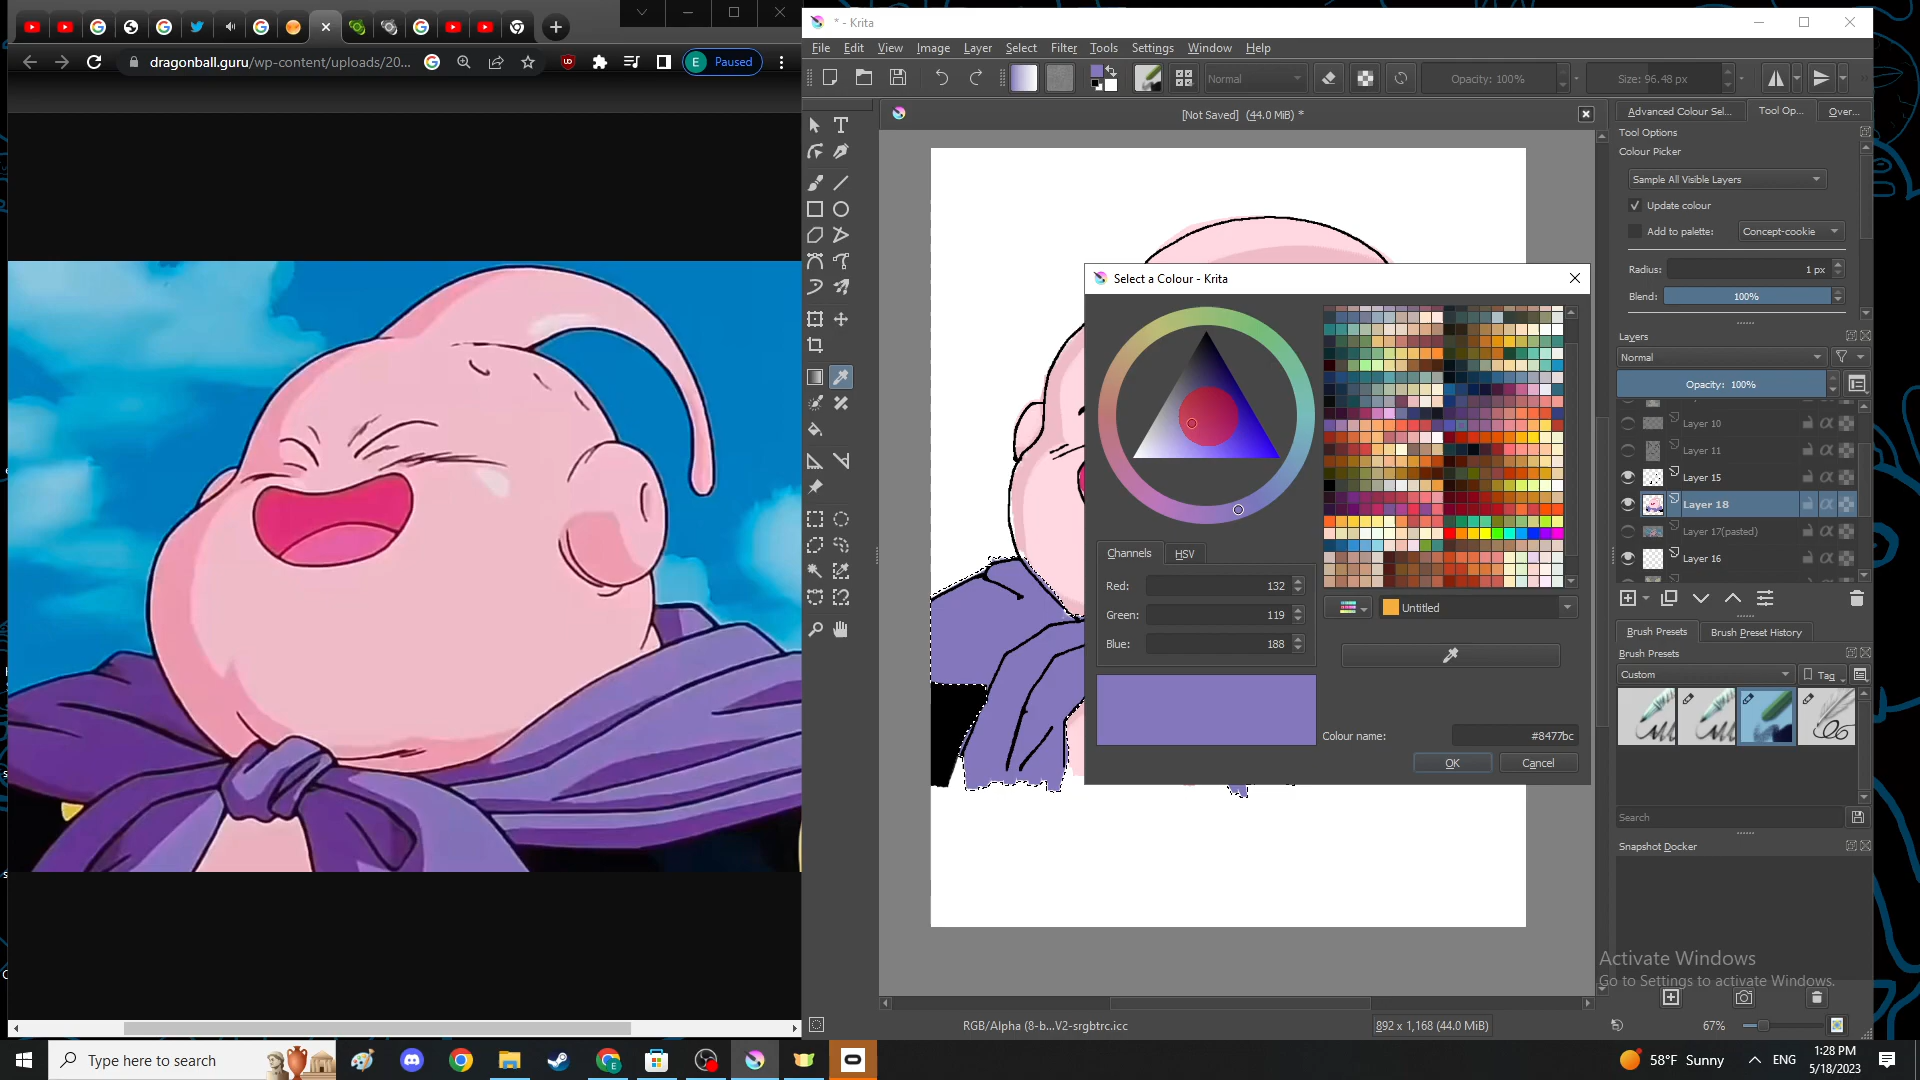 dragonball.guru/wp-content/uploads/20...
E Paused
* - Krita
File Edit View Image Layer Select Filter Tools Settings Window Help
Normal
Opacity: 100%
Size: 96.48 px
[Not Saved] (44.0 MiB) *
Advanced Colour Sel...
Tool Op...
Over...
Tool Options
Colour Picker
Sample All Visible Layers
Update colour
Add to palette:
Concept-cookie
Radius:
1 px
Blend:
100%
Select a Colour - Krita
Channels
HSV
Red:
132
Green:
119
Blue:
188
Untitled
Colour name:
#8477bc
OK
Cancel
Layers
Normal
Opacity: 100%
Layer 10
Layer 11
Layer 15
Layer 18
Layer 17(pasted)
Layer 16
Brush Presets
Brush Preset History
Brush Presets
Custom
Tag
Search
Snapshot Docker
Activate Windows
Go to Settings to activate Windows.
RGB/Alpha (8-b...V2-srgbtrc.icc
892 x 1,168 (44.0 MiB)
67%
Type here to search
58°F Sunny
ENG
1:28 PM
5/18/2023